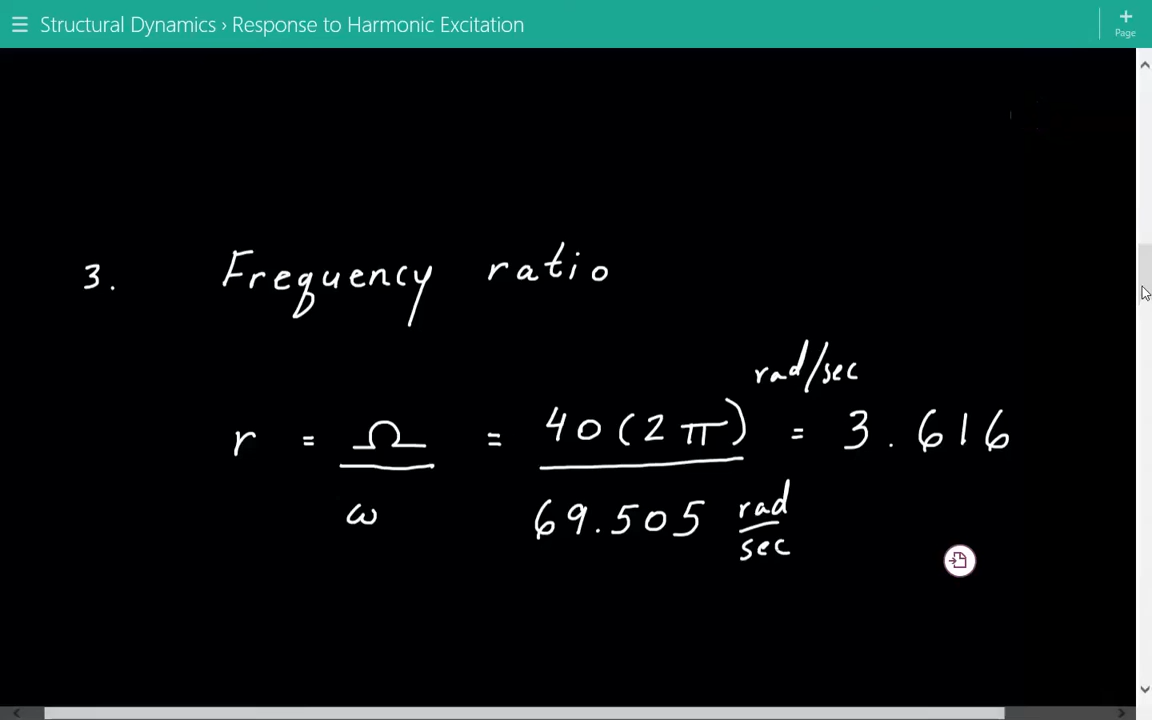 Structural Dynamics › Response to Harmonic Excitation
Page
3. Frequency ratio
r = Ω / ω = 40(2π) rad/sec / 69.505 rad/sec = 3.616